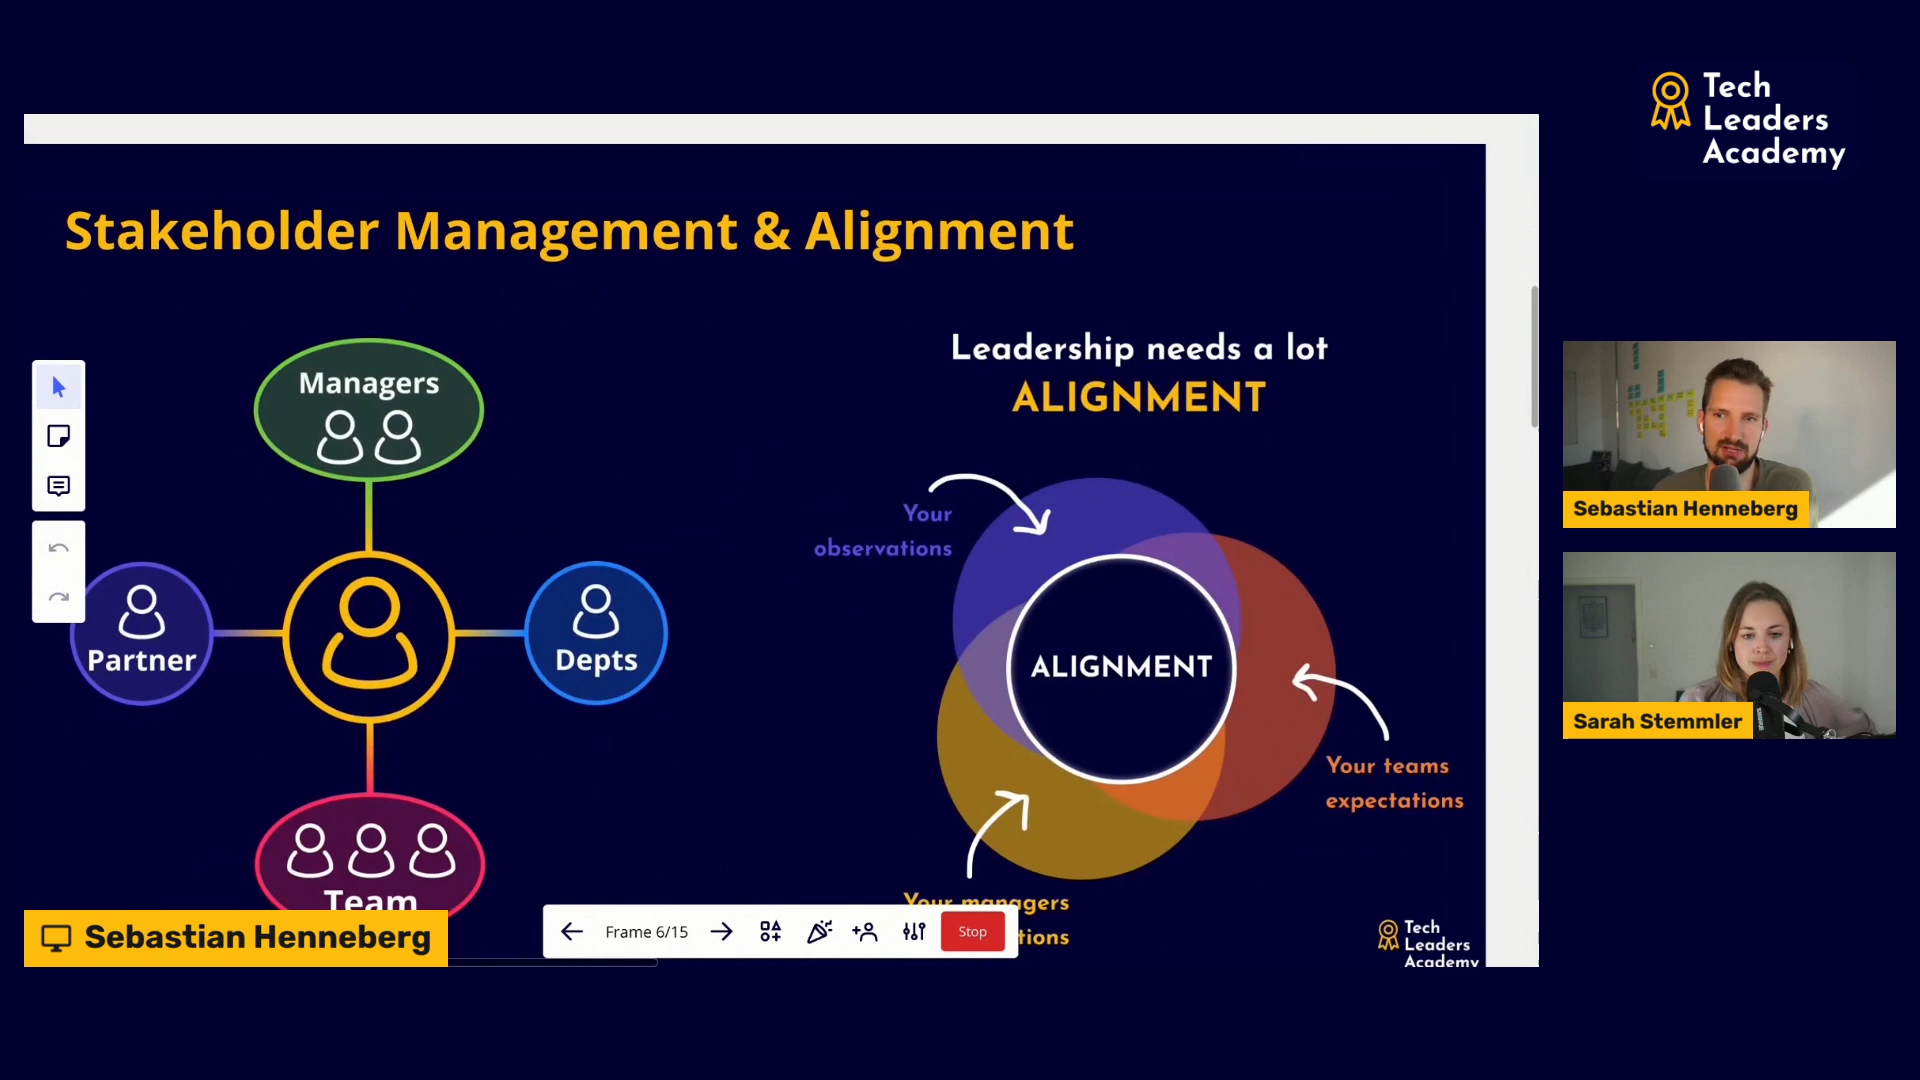 Tech
Leaders
Academy
Stakeholder Management & Alignment
Managers
Partner
Depts
Team
Leadership needs a lot
ALIGNMENT
Your
observations
ALIGNMENT
Your teams
expectations
Your managers
Sebastian Henneberg
Frame 6/15
Stop
Tech
Leaders
Academy
Sebastian Henneberg
Sarah Stemmler